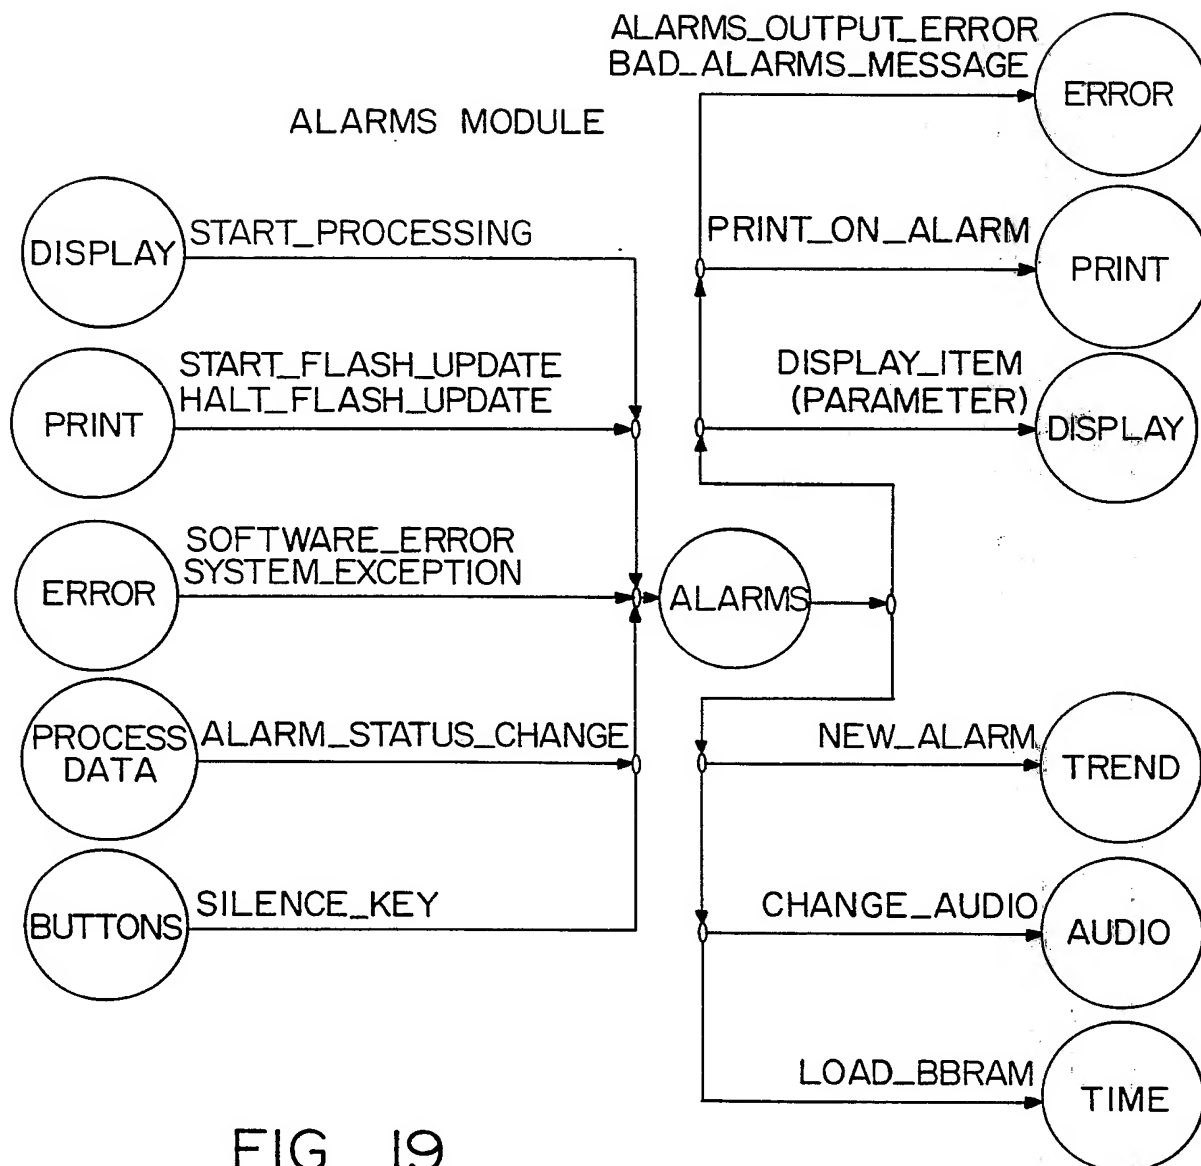 ALARMS_OUTPUT_ERROR
BAD_ALARMS_MESSAGE
ERROR
ALARMS MODULE
DISPLAY
START_PROCESSING
PRINT_ON_ALARM
PRINT
PRINT
START_FLASH_UPDATE
HALT_FLASH_UPDATE
DISPLAY_ITEM
(PARAMETER)
DISPLAY
ERROR
SOFTWARE_ERROR
SYSTEM_EXCEPTION
ALARMS
PROCESS
DATA
ALARM_STATUS_CHANGE
NEW_ALARM
TREND
BUTTONS
SILENCE_KEY
CHANGE_AUDIO
AUDIO
LOAD_BBRAM
TIME
FIG 19